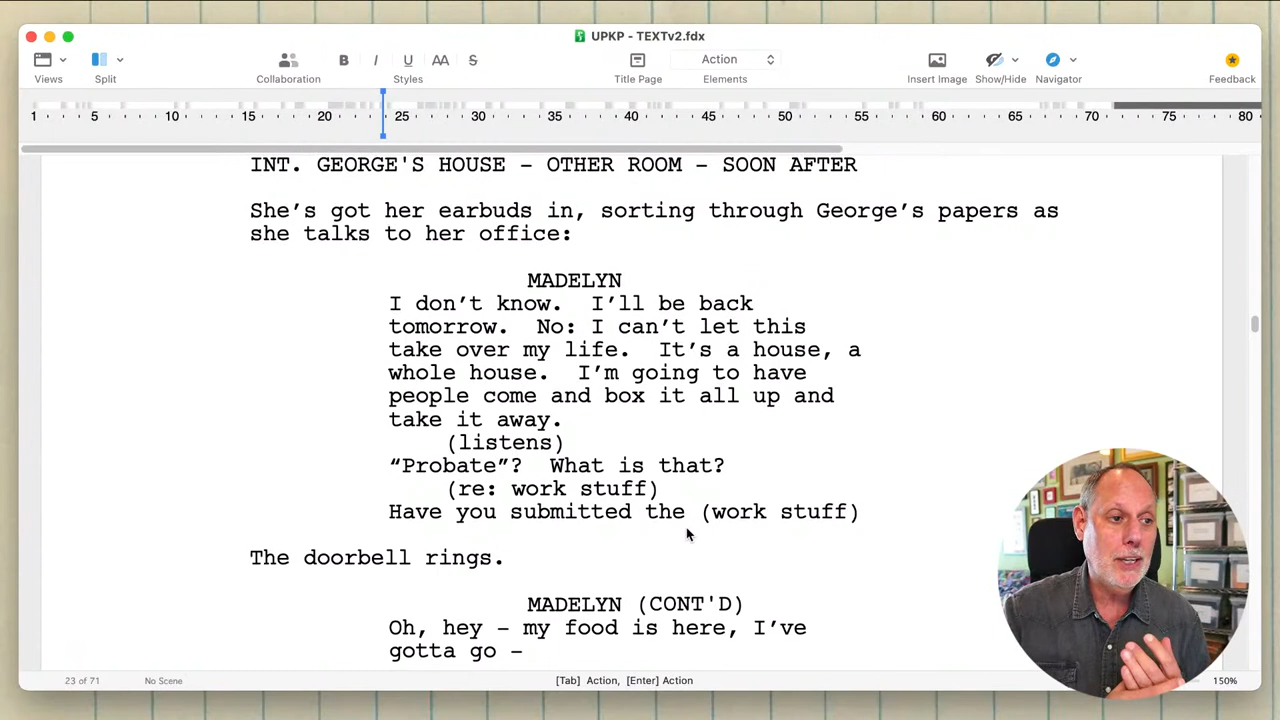 UPKP - TEXTv2.fdx
Views
Split
Collaboration
B I U AA S
Styles
Title Page
Action
Elements
Insert Image
Show/Hide
Navigator
Feedback
1 5 10 15 20 25 30 35 40 45 50 55 60 65 70 75 80
INT. GEORGE'S HOUSE – OTHER ROOM – SOON AFTER
She’s got her earbuds in, sorting through George’s papers as
she talks to her office:
MADELYN
I don’t know. I’ll be back
tomorrow. No: I can’t let this
take over my life. It’s a house, a
whole house. I’m going to have
people come and box it all up and
take it away.
(listens)
“Probate”? What is that?
(re: work stuff)
Have you submitted the (work stuff)
The doorbell rings.
MADELYN (CONT'D)
Oh, hey – my food is here, I’ve
gotta go –
23 of 71
No Scene
[Tab] Action, [Enter] Action
150%